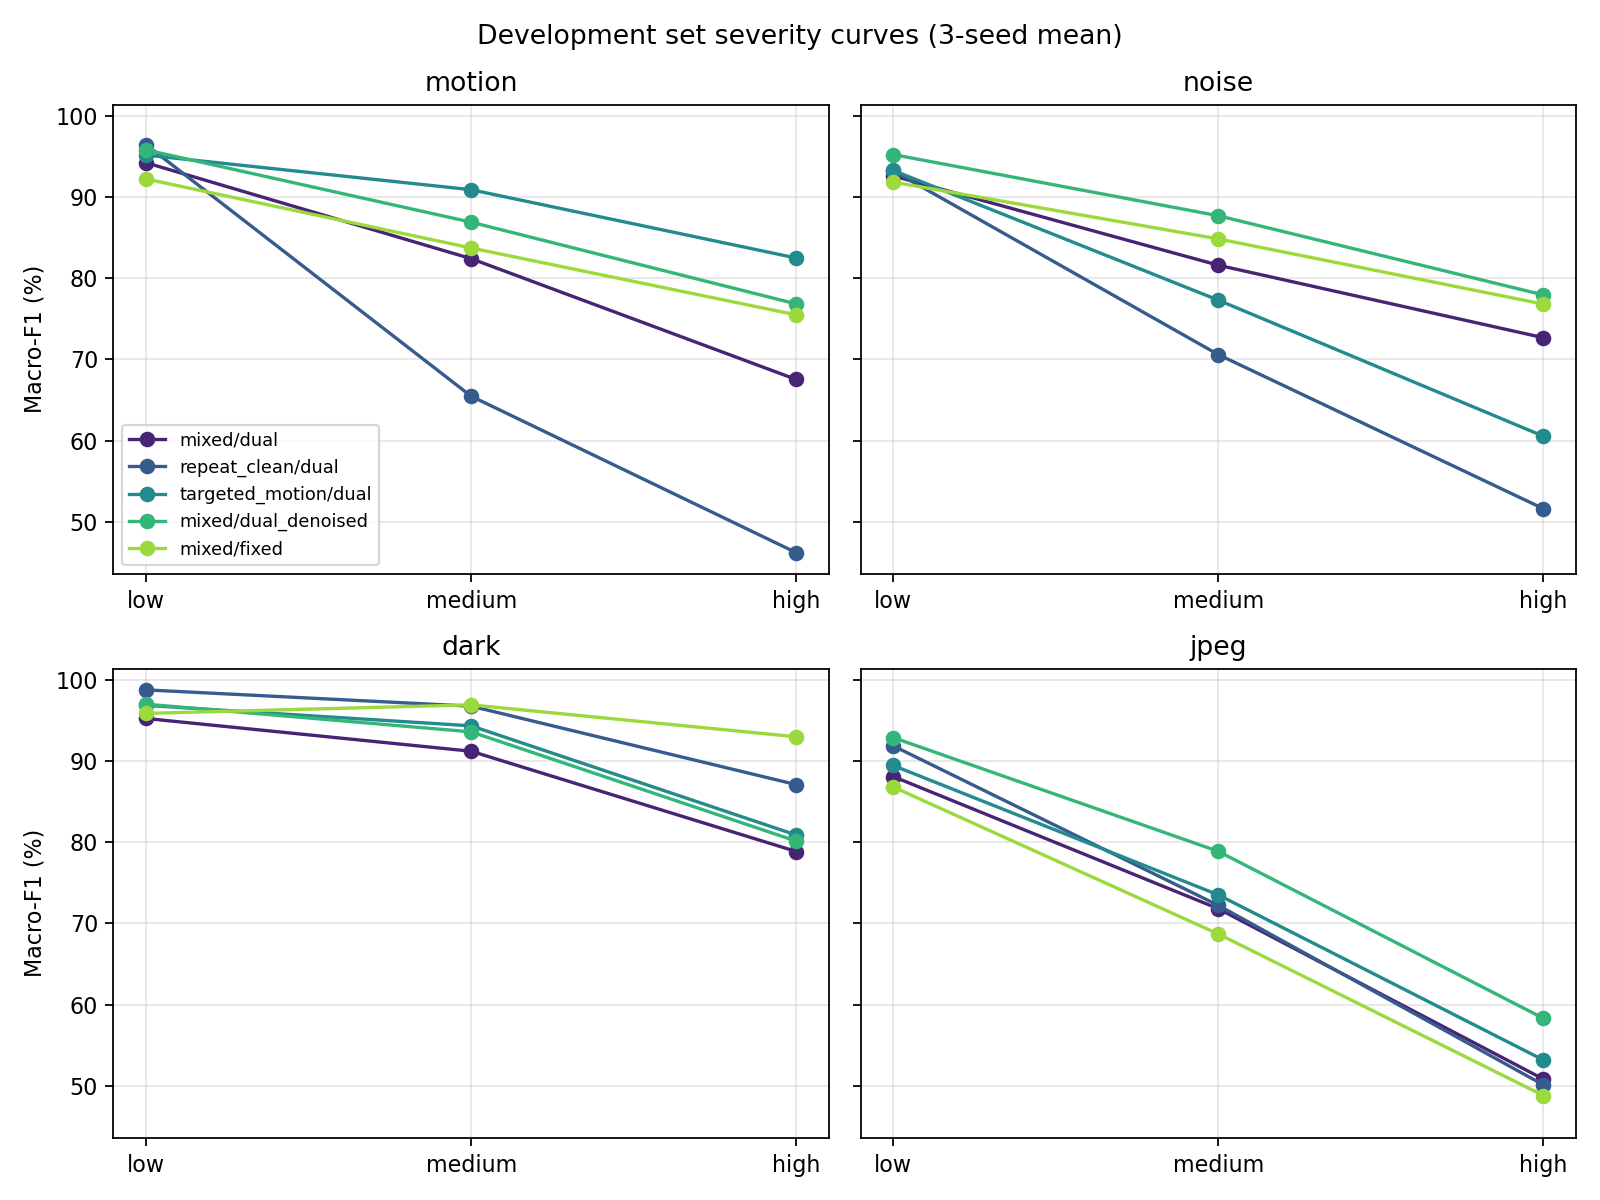 Development set severity curves (3-seed mean)
motion
noise
100
90
80
70
60
50
Macro-F1 (%)
mixed/dual
repeat_clean/dual
targeted_motion/dual
mixed/dual_denoised
mixed/fixed
low medium high
low medium high
dark
jpeg
100
90
80
70
60
50
Macro-F1 (%)
low medium high
low medium high